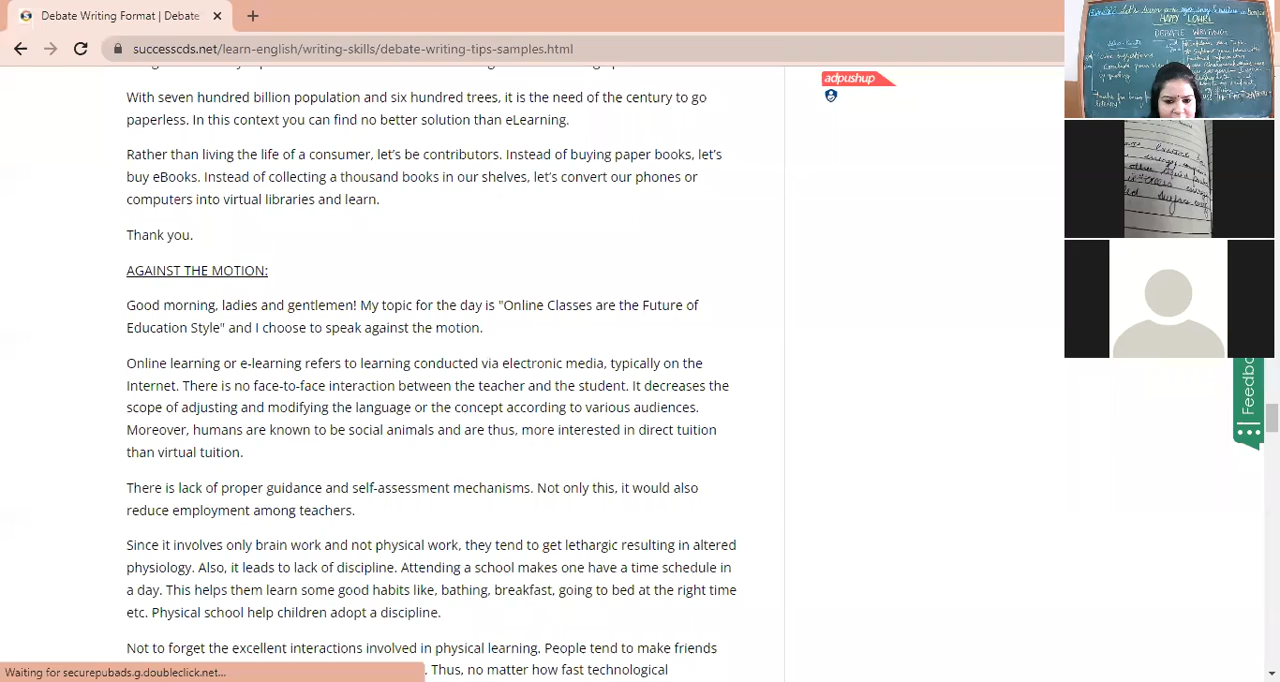 Debate Writing Format | Debate
successcds.net/learn-english/writing-skills/debate-writing-tips-samples.html
adpushup
With seven hundred billion population and six hundred trees, it is the need of the century to go
paperless. In this context you can find no better solution than eLearning.
Rather than living the life of a consumer, let's be contributors. Instead of buying paper books, let's
buy eBooks. Instead of collecting a thousand books in our shelves, let's convert our phones or
computers into virtual libraries and learn.
Thank you.
AGAINST THE MOTION:
Good morning, ladies and gentlemen! My topic for the day is "Online Classes are the Future of
Education Style" and I choose to speak against the motion.
Online learning or e-learning refers to learning conducted via electronic media, typically on the
Internet. There is no face-to-face interaction between the teacher and the student. It decreases the
scope of adjusting and modifying the language or the concept according to various audiences.
Moreover, humans are known to be social animals and are thus, more interested in direct tuition
than virtual tuition.
There is lack of proper guidance and self-assessment mechanisms. Not only this, it would also
reduce employment among teachers.
Since it involves only brain work and not physical work, they tend to get lethargic resulting in altered
physiology. Also, it leads to lack of discipline. Attending a school makes one have a time schedule in
a day. This helps them learn some good habits like, bathing, breakfast, going to bed at the right time
etc. Physical school help children adopt a discipline.
Not to forget the excellent interactions involved in physical learning. People tend to make friends
. Thus, no matter how fast technological
Waiting for securepubads.g.doubleclick.net...
HAPPY LOHRI
DEBATE WRITING
Feedb